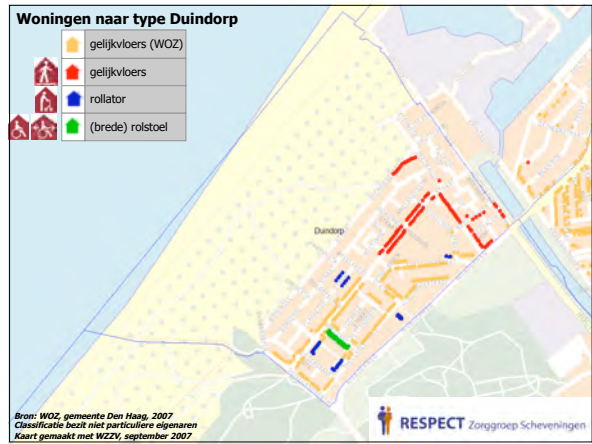 Woningen naar type Duindorp
gelijkvloers (WOZ)
gelijkvloers
rollator
(brede) rolstoel
Duindorp
Bron: WOZ, gemeente Den Haag, 2007
Classificatie bezit niet particuliere eigenaren
Kaart gemaakt met WZZV, september 2007
RESPECT Zorggroep Scheveningen